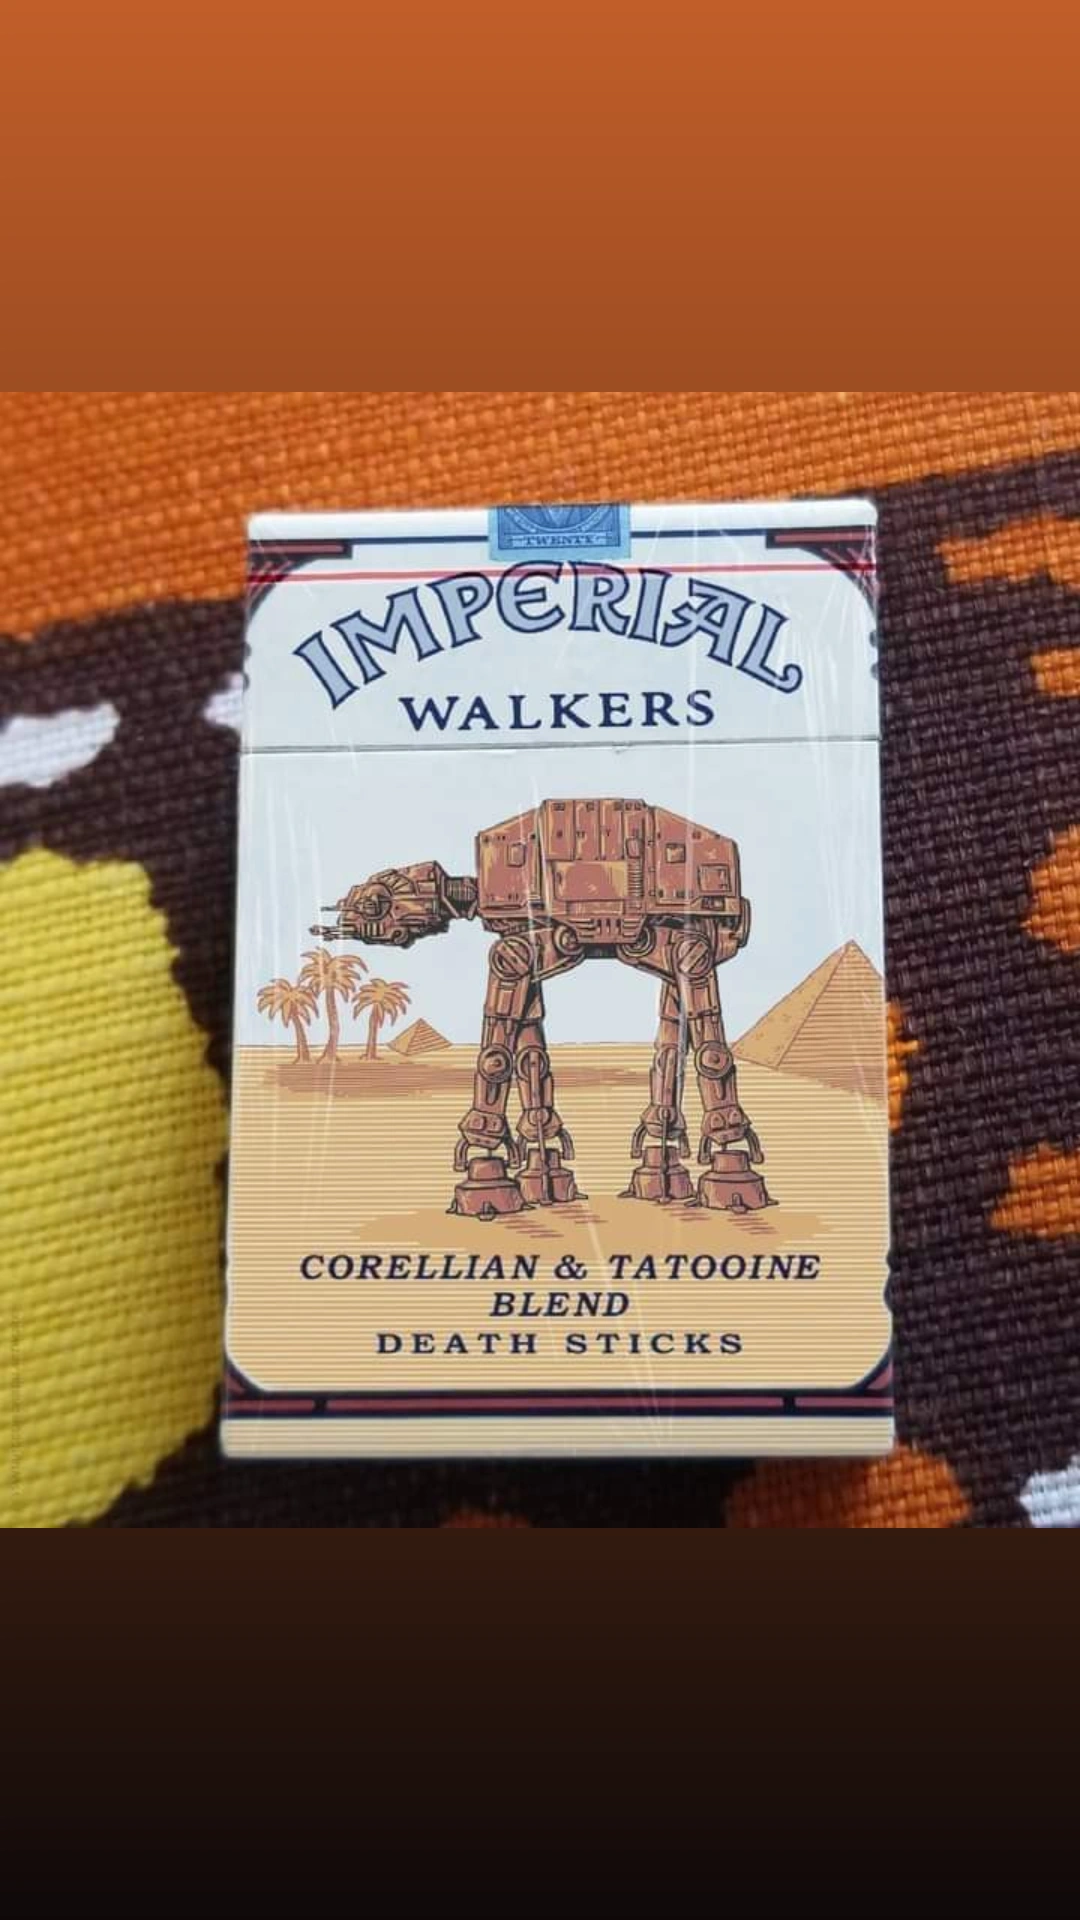 TWENTY
IMPERIAL
WALKERS
CORELLIAN & TATOOINE
BLEND
DEATH STICKS